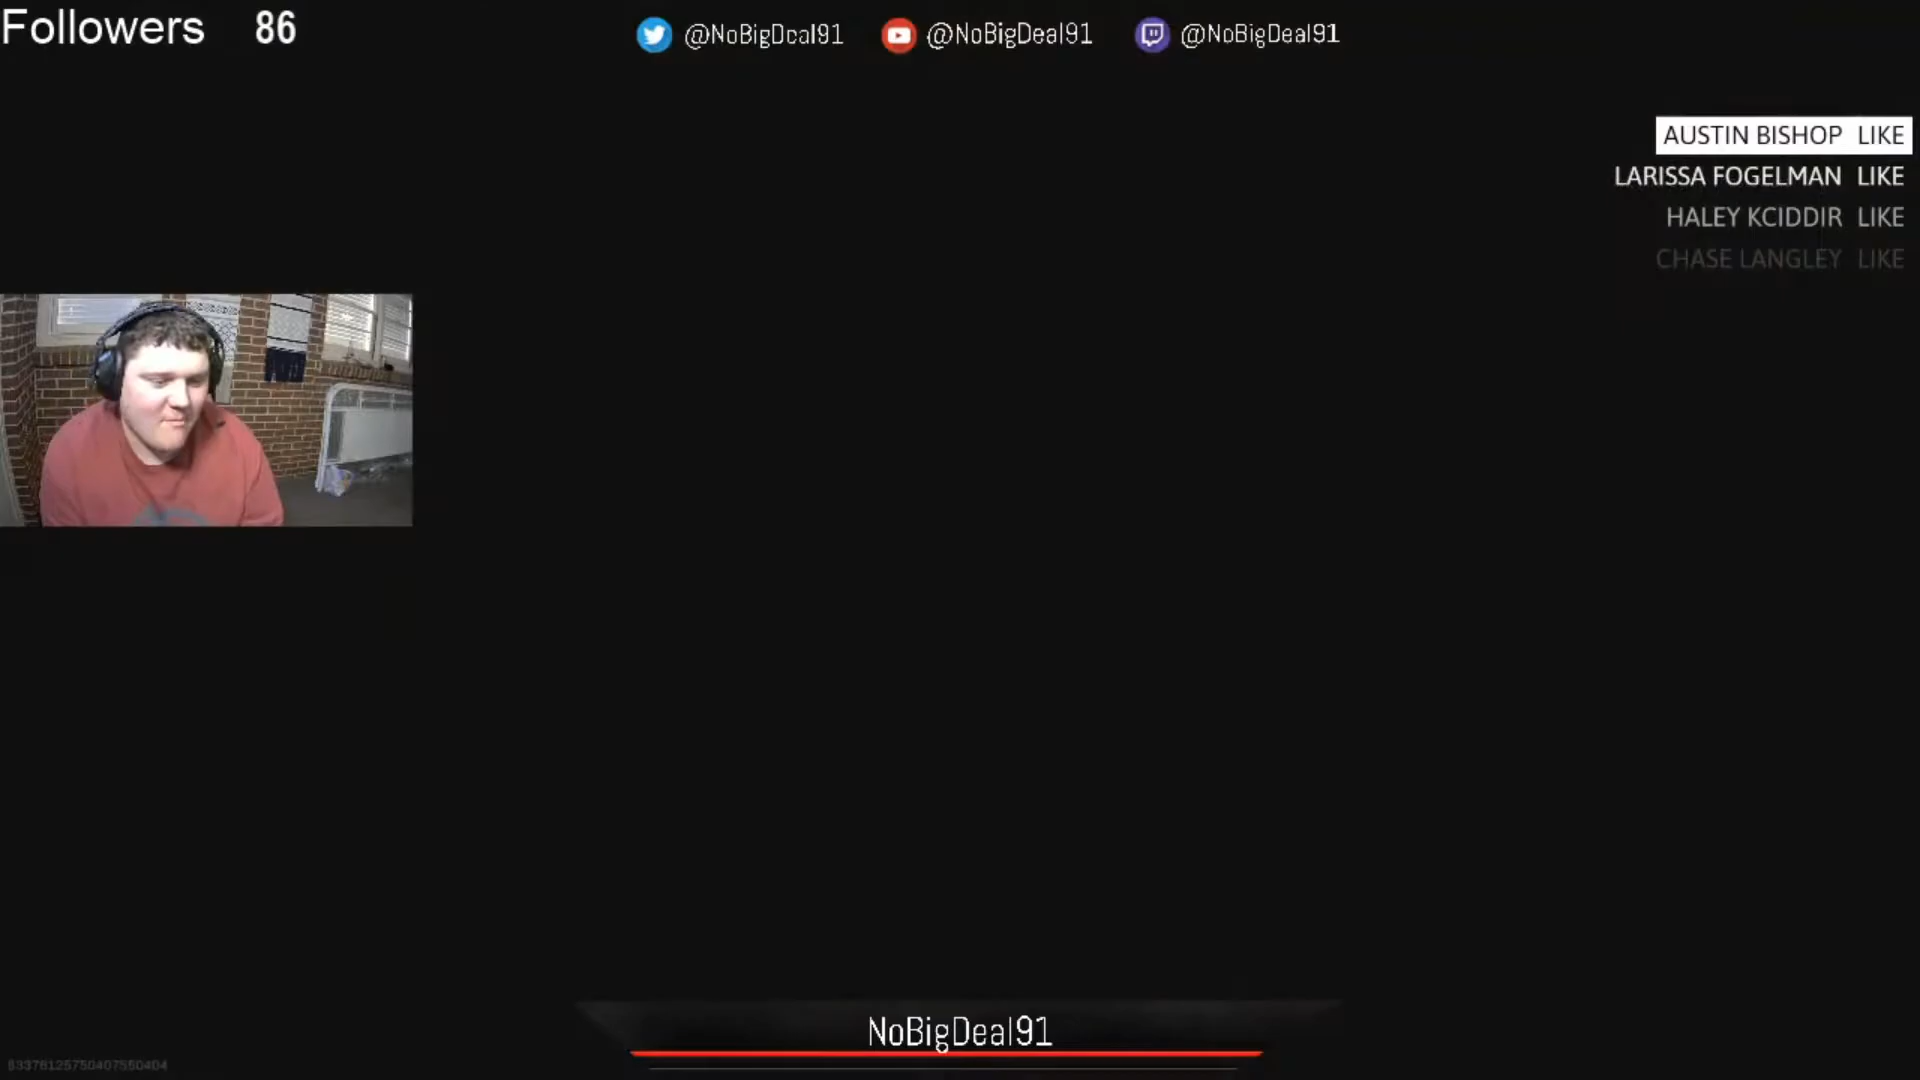 Followers 86
@NoBigDeal91 @NoBigDeal91 @NoBigDeal91
AUSTIN BISHOP LIKE
LARISSA FOGELMAN LIKE
HALEY KCIDDIR LIKE
CHASE LANGLEY LIKE
NoBigDeal91